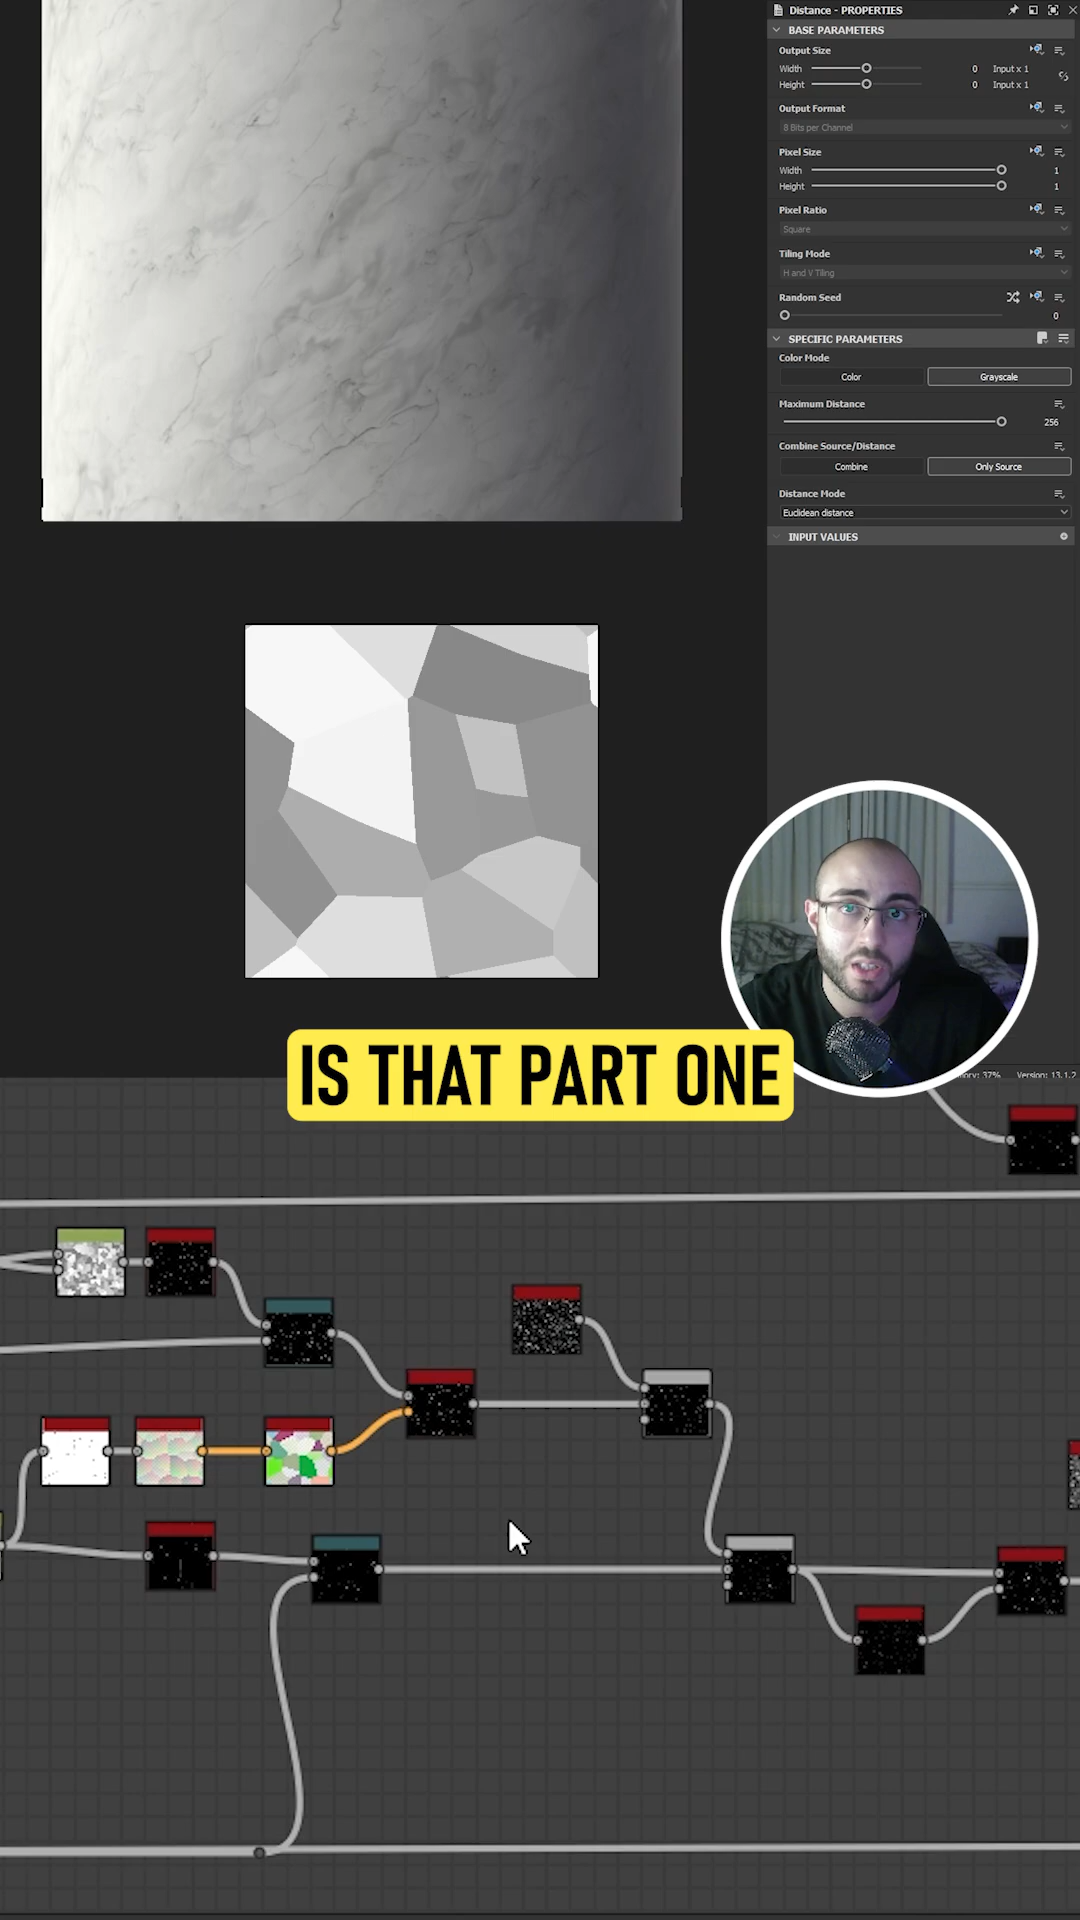 Distance - PROPERTIES
BASE PARAMETERS
Output Size
Width 0 Input x 1
Height 0 Input x 1
Output Format
8 Bits per Channel
Pixel Size
Width 1
Height 1
Pixel Ratio
Square
Tiling Mode
H and V Tiling
Random Seed
0
SPECIFIC PARAMETERS
Color Mode
Color Grayscale
Maximum Distance
256
Combine Source/Distance
Combine Only Source
Distance Mode
Euclidean distance
INPUT VALUES
IS THAT PART ONE
37% Version: 13.1.2